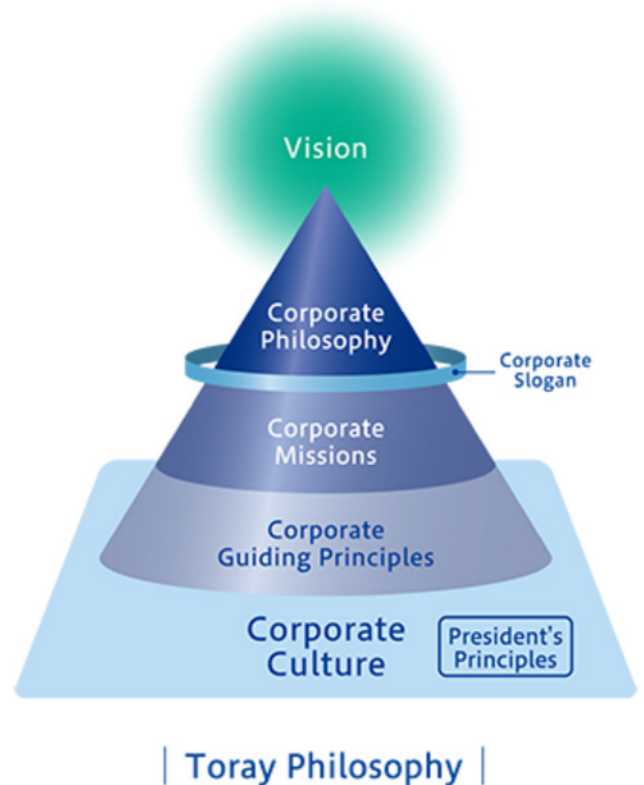 Vision
Corporate
Philosophy
Corporate
Slogan
Corporate
Missions
Corporate
Guiding Principles
Corporate
Culture
President's
Principles
| Toray Philosophy |